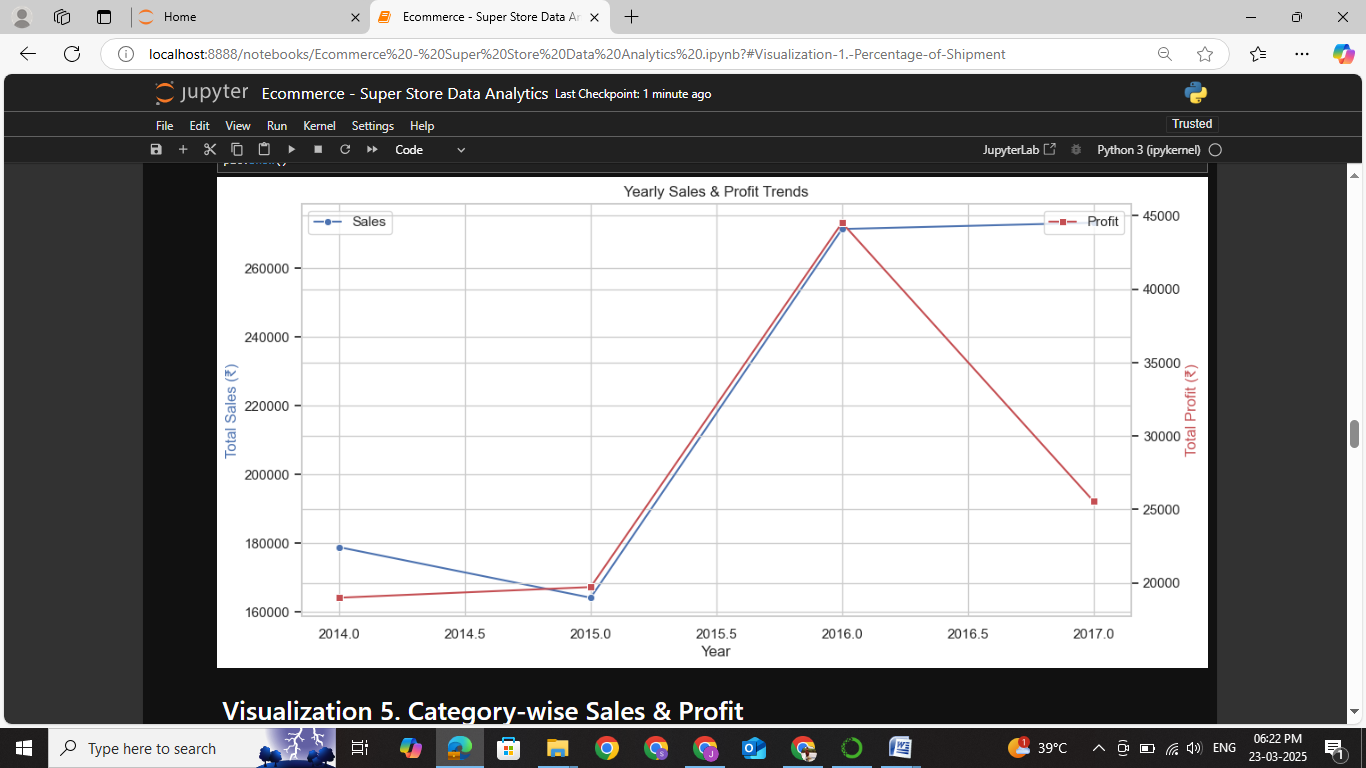 Home
Ecommerce - Super Store Data Ar
localhost:8888/notebooks/Ecommerce%20-%20Super%20Store%20Data%20Analytics%20.ipynb?#Visualization-1.-Percentage-of-Shipment
jupyter Ecommerce - Super Store Data Analytics Last Checkpoint: 1 minute ago
File Edit View Run Kernel Settings Help
Trusted
Code
JupyterLab
Python 3 (ipykernel)
Yearly Sales & Profit Trends
Sales
Profit
260000
240000
220000
200000
180000
160000
Total Sales (₹)
45000
40000
35000
30000
25000
20000
Total Profit (₹)
2014.0 2014.5 2015.0 2015.5 2016.0 2016.5 2017.0
Year
Visualization 5. Category-wise Sales & Profit
Type here to search
1
39°C
ENG
06:22 PM
23-03-2025
1